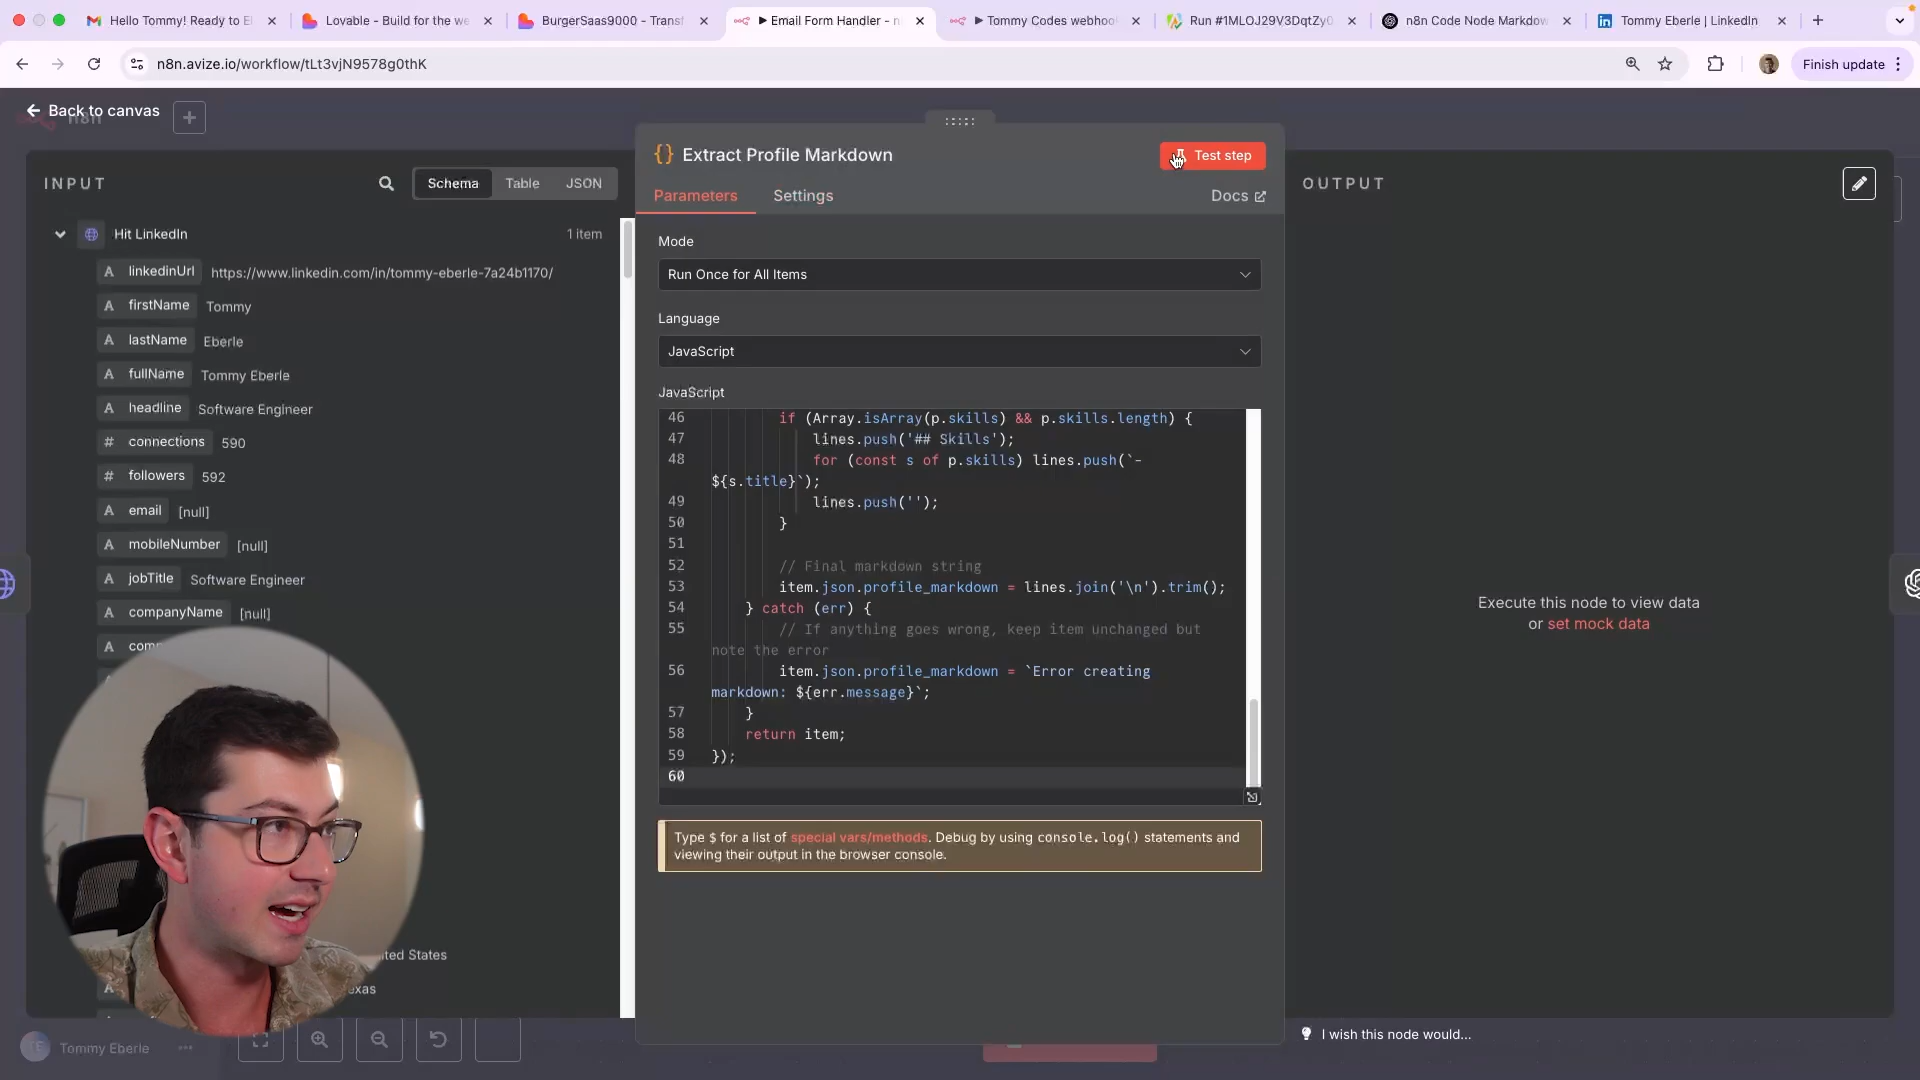 Hello Tommy! Ready to E
Lovable - Build for the we
BurgerSaas9000 - Transf
▶ Email Form Handler - n
▶ Tommy Codes webhook
Run #1MLOJ29V3DqtZy0
n8n Code Node Markdow
Tommy Eberle | LinkedIn
n8n.avize.io/workflow/tLt3vjN9578g0thK
Finish update
Back to canvas
n8n
INPUT
Schema
Table
JSON
Hit LinkedIn
1 item
A linkedinUrl https://www.linkedin.com/in/tommy-eberle-7a24b1170/
A firstName Tommy
A lastName Eberle
A fullName Tommy Eberle
A headline Software Engineer
# connections 590
# followers 592
A email [null]
A mobileNumber [null]
A jobTitle Software Engineer
A companyName [null]
A com
ted States
A exas
Tommy Eberle
{} Extract Profile Markdown
Test step
Parameters
Settings
Docs
Mode
Run Once for All Items
Language
JavaScript
JavaScript
46 if (Array.isArray(p.skills) && p.skills.length) {
47 lines.push('## Skills');
48 for (const s of p.skills) lines.push(`-
${s.title}`);
49 lines.push('');
50 }
51
52 // Final markdown string
53 item.json.profile_markdown = lines.join('\n').trim();
54 } catch (err) {
55 // If anything goes wrong, keep item unchanged but
note the error
56 item.json.profile_markdown = `Error creating
markdown: ${err.message}`;
57 }
58 return item;
59 });
60
Type $ for a list of special vars/methods. Debug by using console.log() statements and
viewing their output in the browser console.
OUTPUT
Execute this node to view data
or set mock data
I wish this node would...